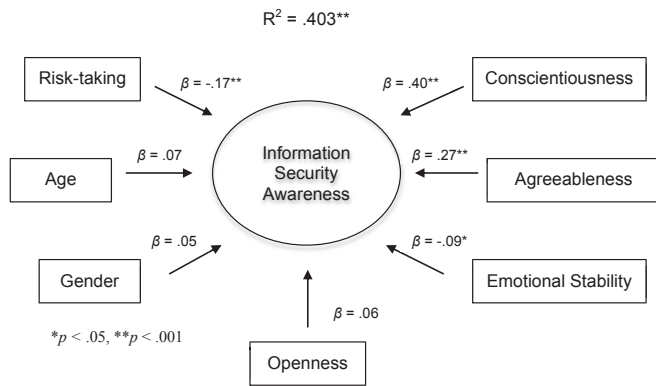 R² = .403**
Risk-taking
β = -.17**
β = .40**
Conscientiousness
Age
β = .07
Information
Security
Awareness
β = .27**
Agreeableness
Gender
β = .05
β = -.09*
Emotional Stability
*p < .05, **p < .001
β = .06
Openness